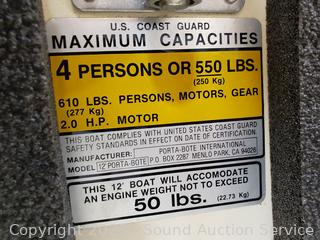 U.S. COAST GUARD
MAXIMUM CAPACITIES
4 PERSONS OR 550 LBS.
(250 Kg)
610 LBS. PERSONS, MOTORS, GEAR
(277 Kg)
2.0 H.P. MOTOR
THIS BOAT COMPLIES WITH UNITED STATES COAST GUARD
SAFETY STANDARDS IN EFFECT ON DATE OF CERTIFICATION
MANUFACTURER: PORTA-BOTE INTERNATIONAL
MODEL 12' PORTA-BOTE P.O. BOX 2287 MENLO PARK, CA 94026
THIS 12' BOAT WILL ACCOMODATE
AN ENGINE WEIGHT NOT TO EXCEED
50 lbs. (22.73 Kg)
Sound Auction Service